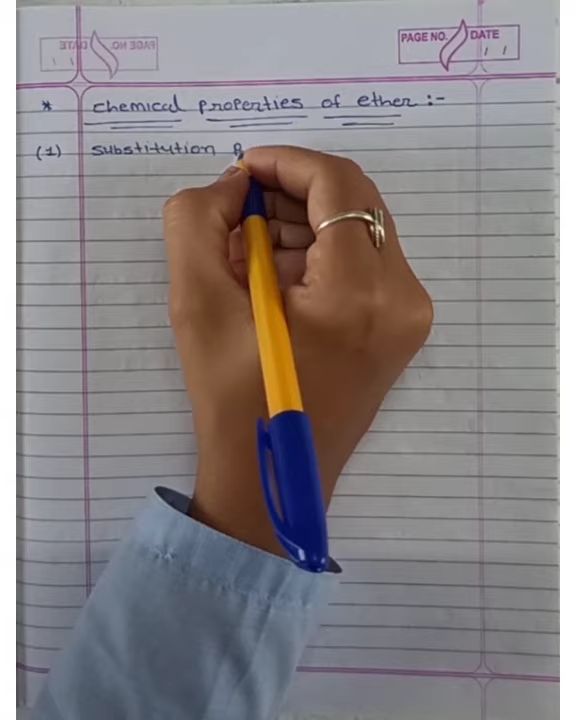 PAGE NO. DATE
/ /
* chemical properties of ether :-
(1) substitution R